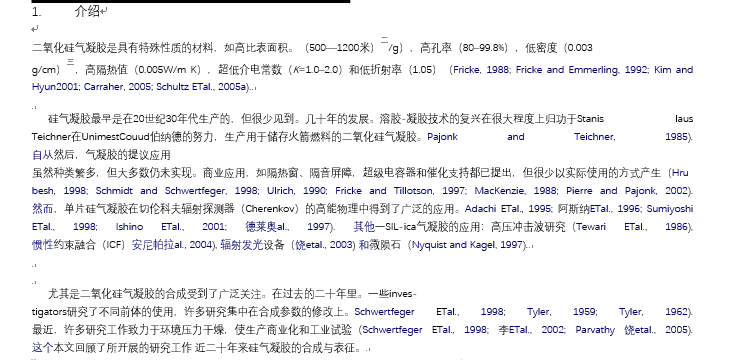 1. 介绍
二氧化硅气凝胶是具有特殊性质的材料，如高比表面积。（500—1200米）二/g），高孔率（80–99.8%），低密度（0.003
g/cm）三，高隔热值（0.005W/m K），超低介电常数（K=1.0–2.0）和低折射率（1.05）（Fricke, 1988; Fricke and Emmerling, 1992; Kim and
Hyun2001; Carraher, 2005; Schultz ETal., 2005a).
硅气凝胶最早是在20世纪30年代生产的，但很少见到。几十年的发展。溶胶-凝胶技术的复兴在很大程度上归功于Stanis laus
Teichner在UnimestCouud伯纳德的努力，生产用于储存火箭燃料的二氧化硅气凝胶。Pajonk and Teichner, 1985).
自从然后，气凝胶的提议应用
虽然种类繁多，但大多数仍未实现。商业应用，如隔热窗、隔音屏障，超级电容器和催化支持都已提出，但很少以实际使用的方式产生（Hru
besh, 1998; Schmidt and Schwertfeger, 1998; Ulrich, 1990; Fricke and Tillotson, 1997; MacKenzie, 1988; Pierre and Pajonk, 2002).
然而，单片硅气凝胶在切伦科夫辐射探测器（Cherenkov）的高能物理中得到了广泛的应用。Adachi ETal., 1995; 阿斯纳ETal., 1996; Sumiyoshi
ETal., 1998; Ishino ETal., 2001; 德莱奥al., 1997). 其他一SIL-ica气凝胶的应用：高压冲击波研究（Tewari ETal., 1986),
惯性约束融合（ICF）安尼帕拉al., 2004), 辐射发光设备（饶etal., 2003) 和微陨石（Nyquist and Kagel, 1997).
尤其是二氧化硅气凝胶的合成受到了广泛关注。在过去的二十年里。一些inves-
tigators研究了不同前体的使用，许多研究集中在合成参数的修改上。Schwertfeger ETal., 1998; Tyler, 1959; Tyler, 1962).
最近，许多研究工作致力于环境压力干燥，使生产商业化和工业试验（Schwertfeger ETal., 1998; 李ETal., 2002; Parvathy 饶etal., 2005).
这个本文回顾了所开展的研究工作 近二十年来硅气凝胶的合成与表征。